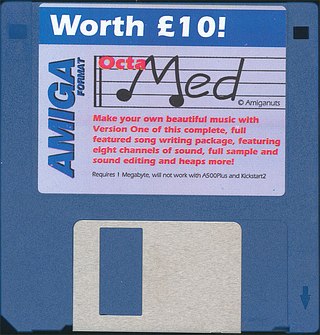 Worth £10!
AMIGA
FORMAT
Octa
Med
© Amiganuts
Make your own beautiful music with
Version One of this complete, full
featured song writing package, featuring
eight channels of sound, full sample and
sound editing and heaps more!
Requires 1 Megabyte, will not work with A500Plus and Kickstart2